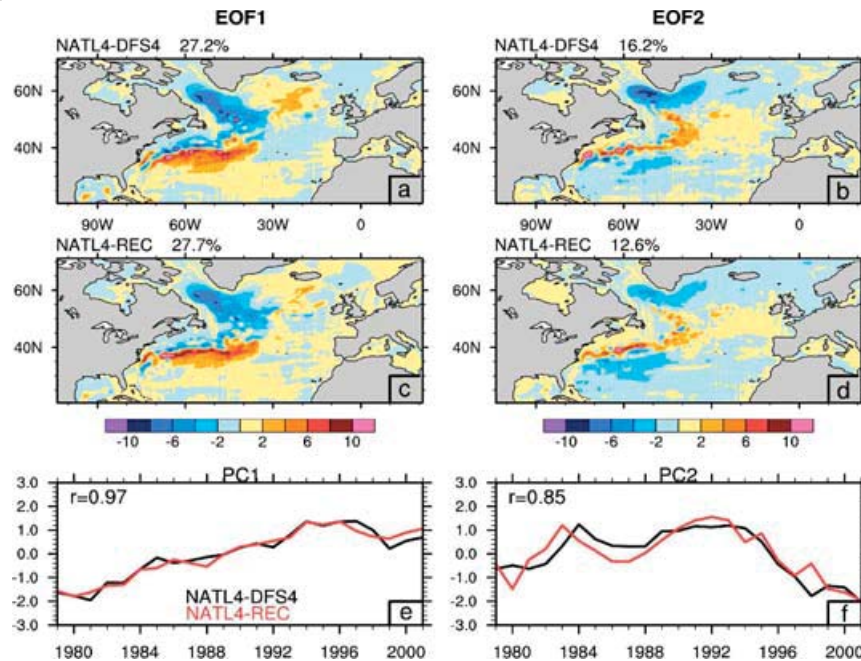 EOF1 EOF2
NATL4-DFS4 27.2% NATL4-DFS4 16.2%
60N 60N
40N 40N
a b
90W 60W 30W 0 90W 60W 30W 0
NATL4-REC 27.7% NATL4-REC 12.6%
60N 60N
40N 40N
c d
-10 -6 -2 2 6 10 -10 -6 -2 2 6 10
PC1 PC2
3.0 r=0.97 3.0 r=0.85
2.0 2.0
1.0 1.0
0.0 0.0
-1.0 -1.0
-2.0 NATL4-DFS4 -2.0
NATL4-REC e f
-3.0 -3.0
1980 1984 1988 1992 1996 2000 1980 1984 1988 1992 1996 2000